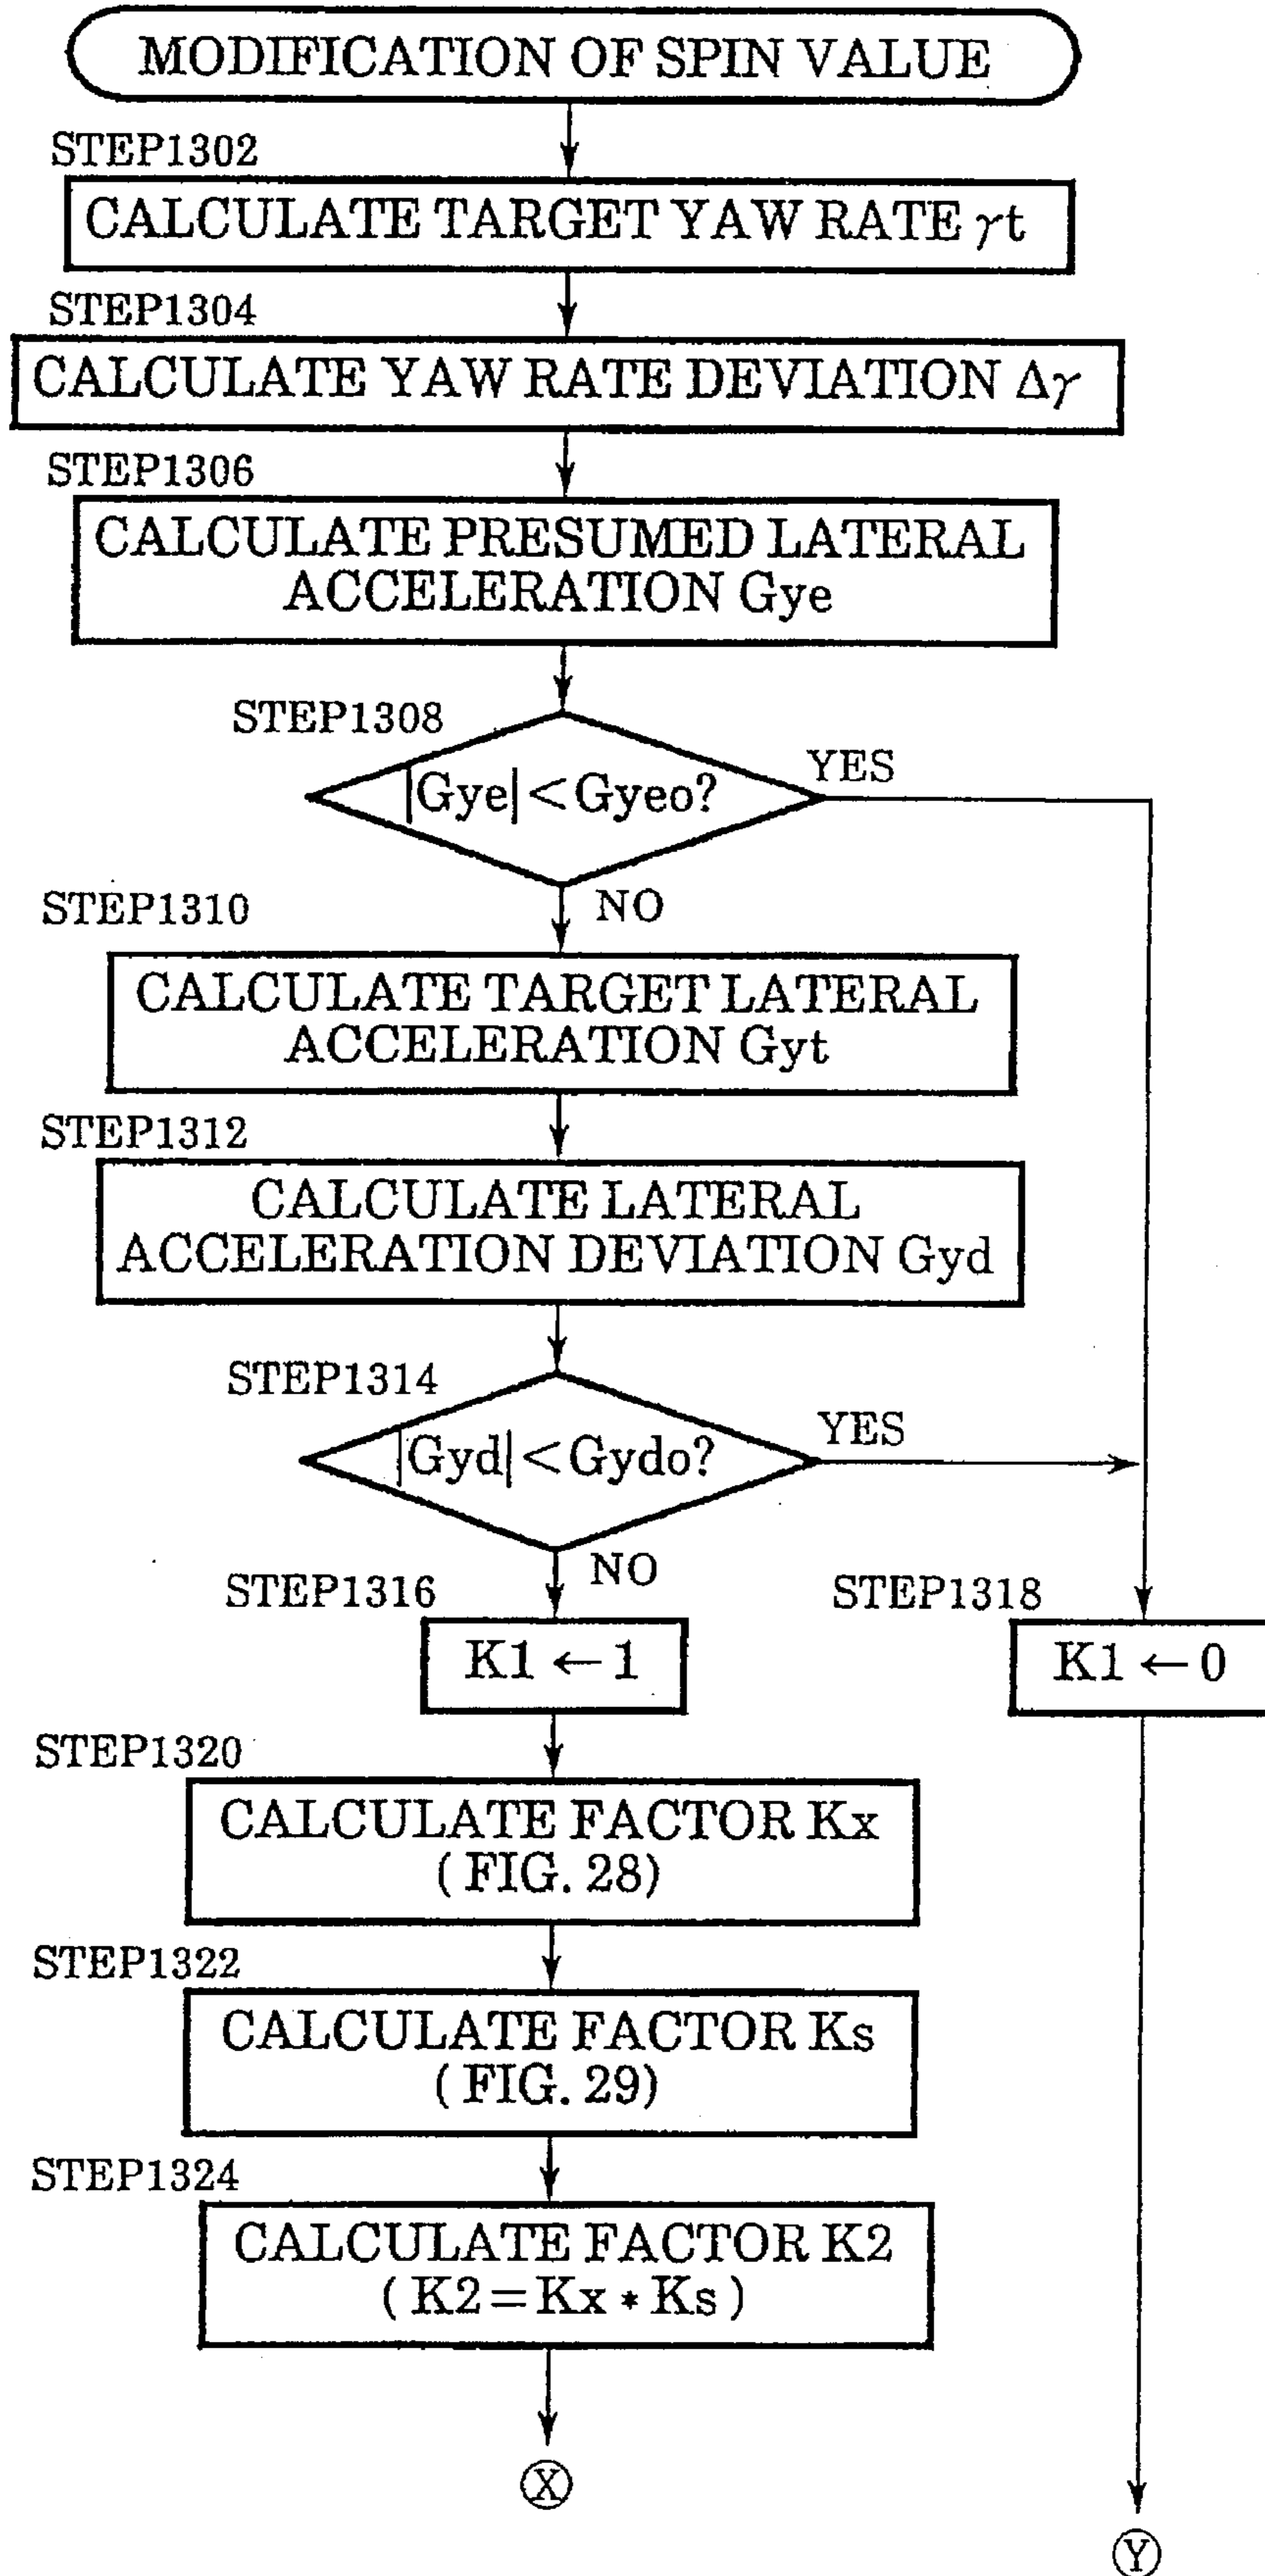 MODIFICATION OF SPIN VALUE
STEP1302
CALCULATE TARGET YAW RATE γt
STEP1304
CALCULATE YAW RATE DEVIATION Δγ
STEP1306
CALCULATE PRESUMED LATERAL
ACCELERATION Gye
STEP1308
|Gye|<Gyeo?
YES
NO
STEP1310
CALCULATE TARGET LATERAL
ACCELERATION Gyt
STEP1312
CALCULATE LATERAL
ACCELERATION DEVIATION Gyd
STEP1314
|Gyd|<Gydo?
YES
NO
STEP1316
K1←1
STEP1318
K1←0
STEP1320
CALCULATE FACTOR Kx
(FIG. 28)
STEP1322
CALCULATE FACTOR Ks
(FIG. 29)
STEP1324
CALCULATE FACTOR K2
(K2=Kx*Ks)
Ⓧ
Ⓨ